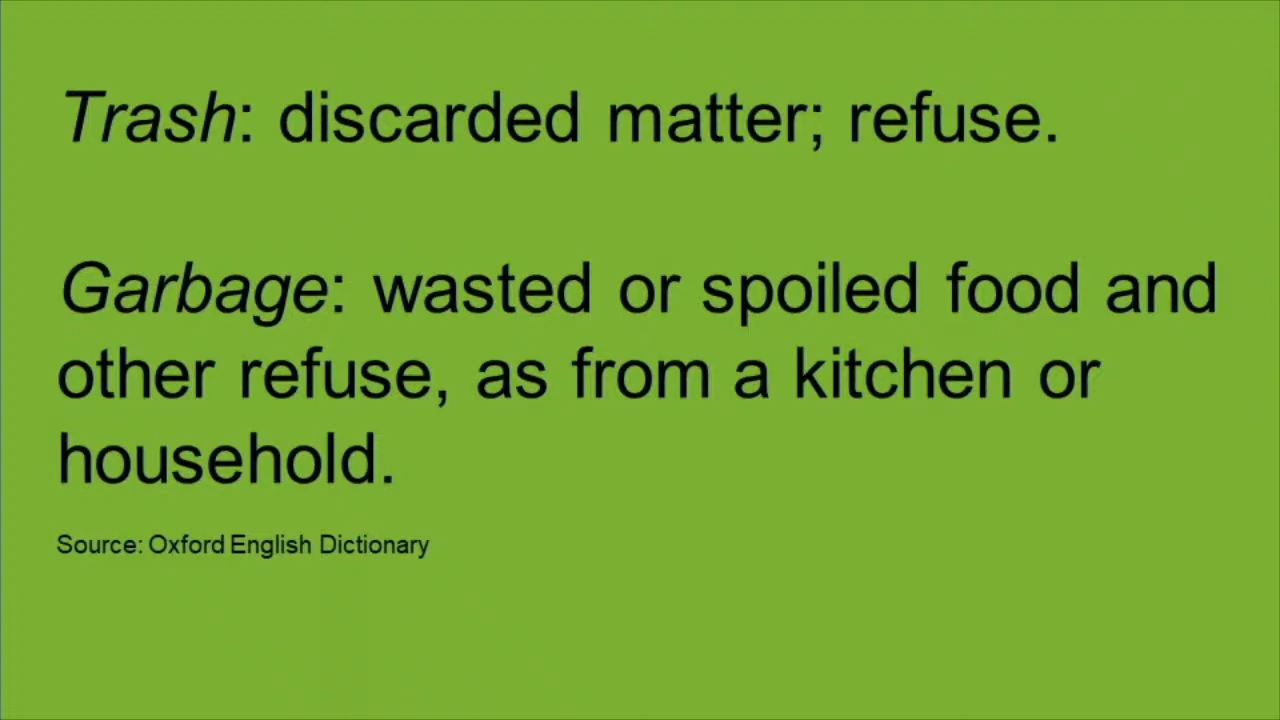 Trash: discarded matter; refuse.
Garbage: wasted or spoiled food and
other refuse, as from a kitchen or
household.
Source: Oxford English Dictionary